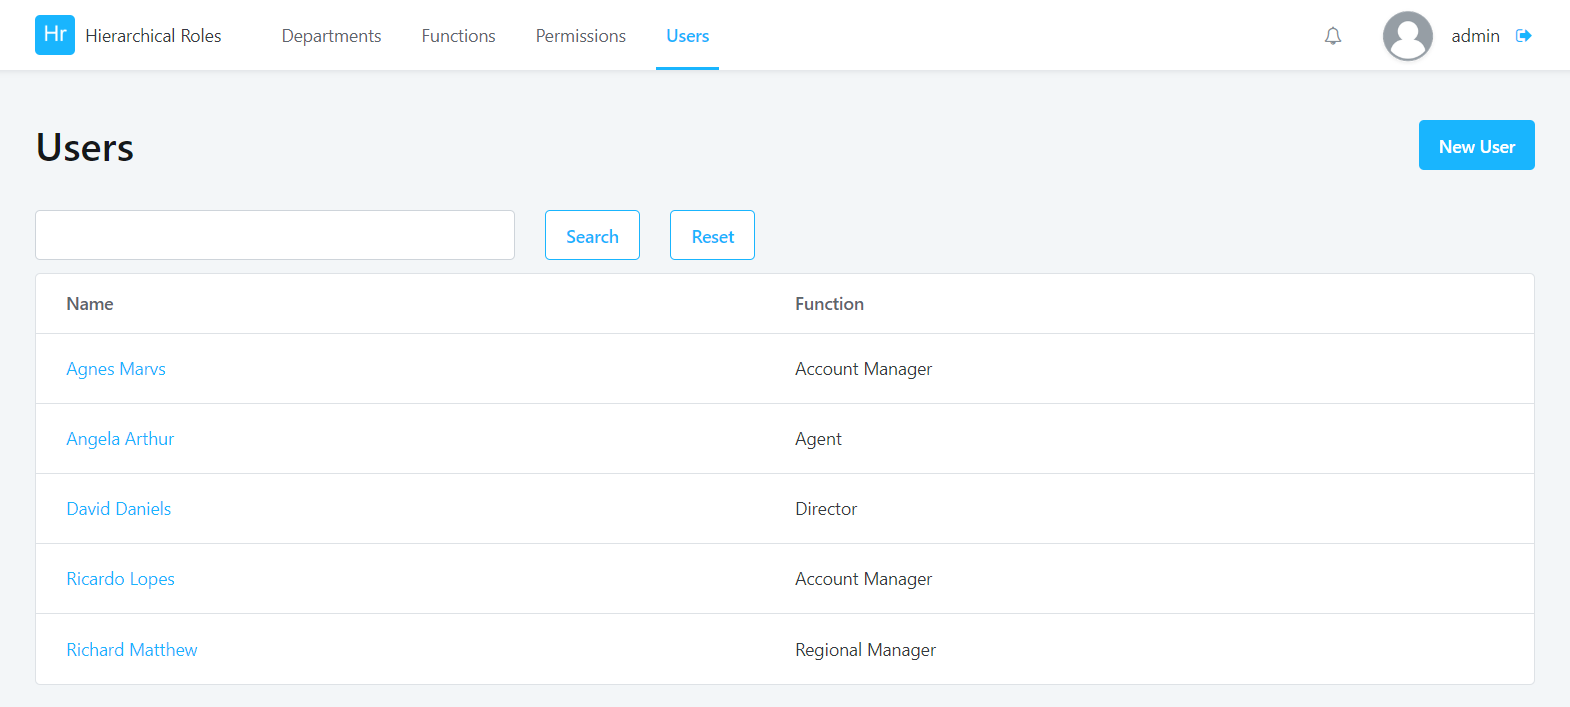 Hr Hierarchical Roles Departments Functions Permissions Users admin
Users New User
Search Reset
Name Function
Agnes Marvs Account Manager
Angela Arthur Agent
David Daniels Director
Ricardo Lopes Account Manager
Richard Matthew Regional Manager